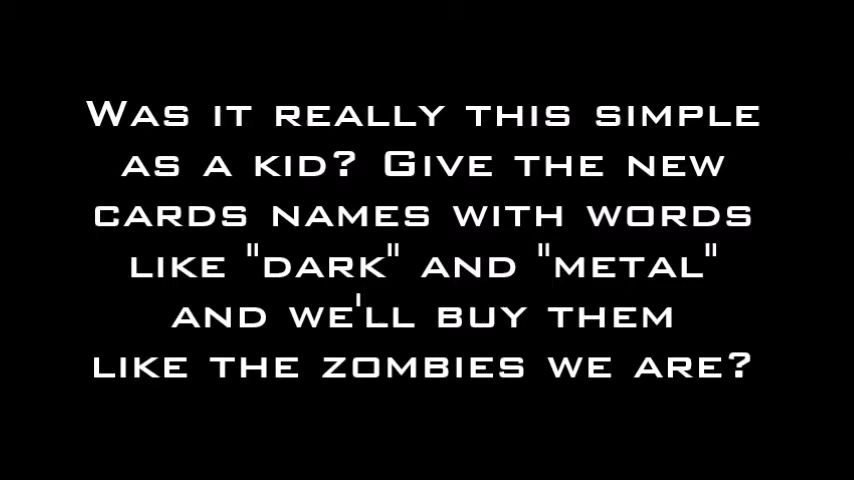 Was it really this simple
as a kid? Give the new
cards names with words
like "dark" and "metal"
and we'll buy them
like the zombies we are?